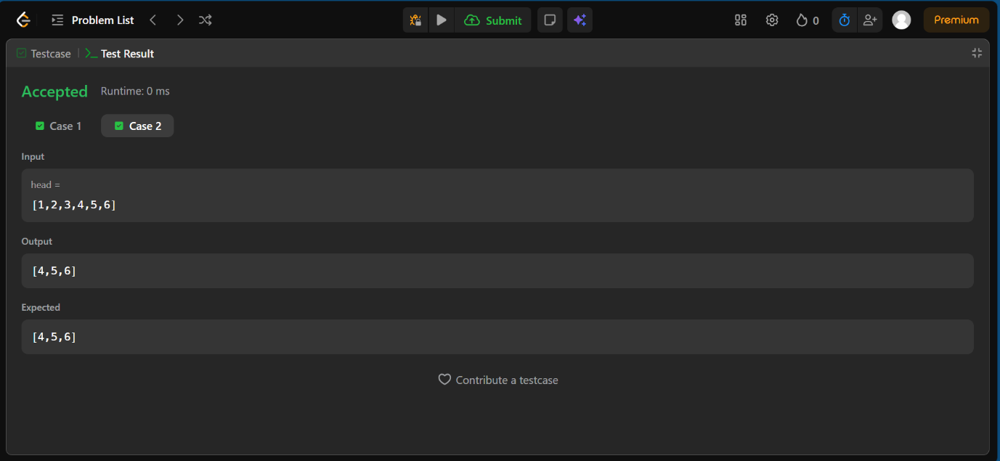 Problem List Submit 0 Premium
Testcase Test Result
Accepted Runtime: 0 ms
Case 1 Case 2
Input
head =
[1,2,3,4,5,6]
Output
[4,5,6]
Expected
[4,5,6]
Contribute a testcase